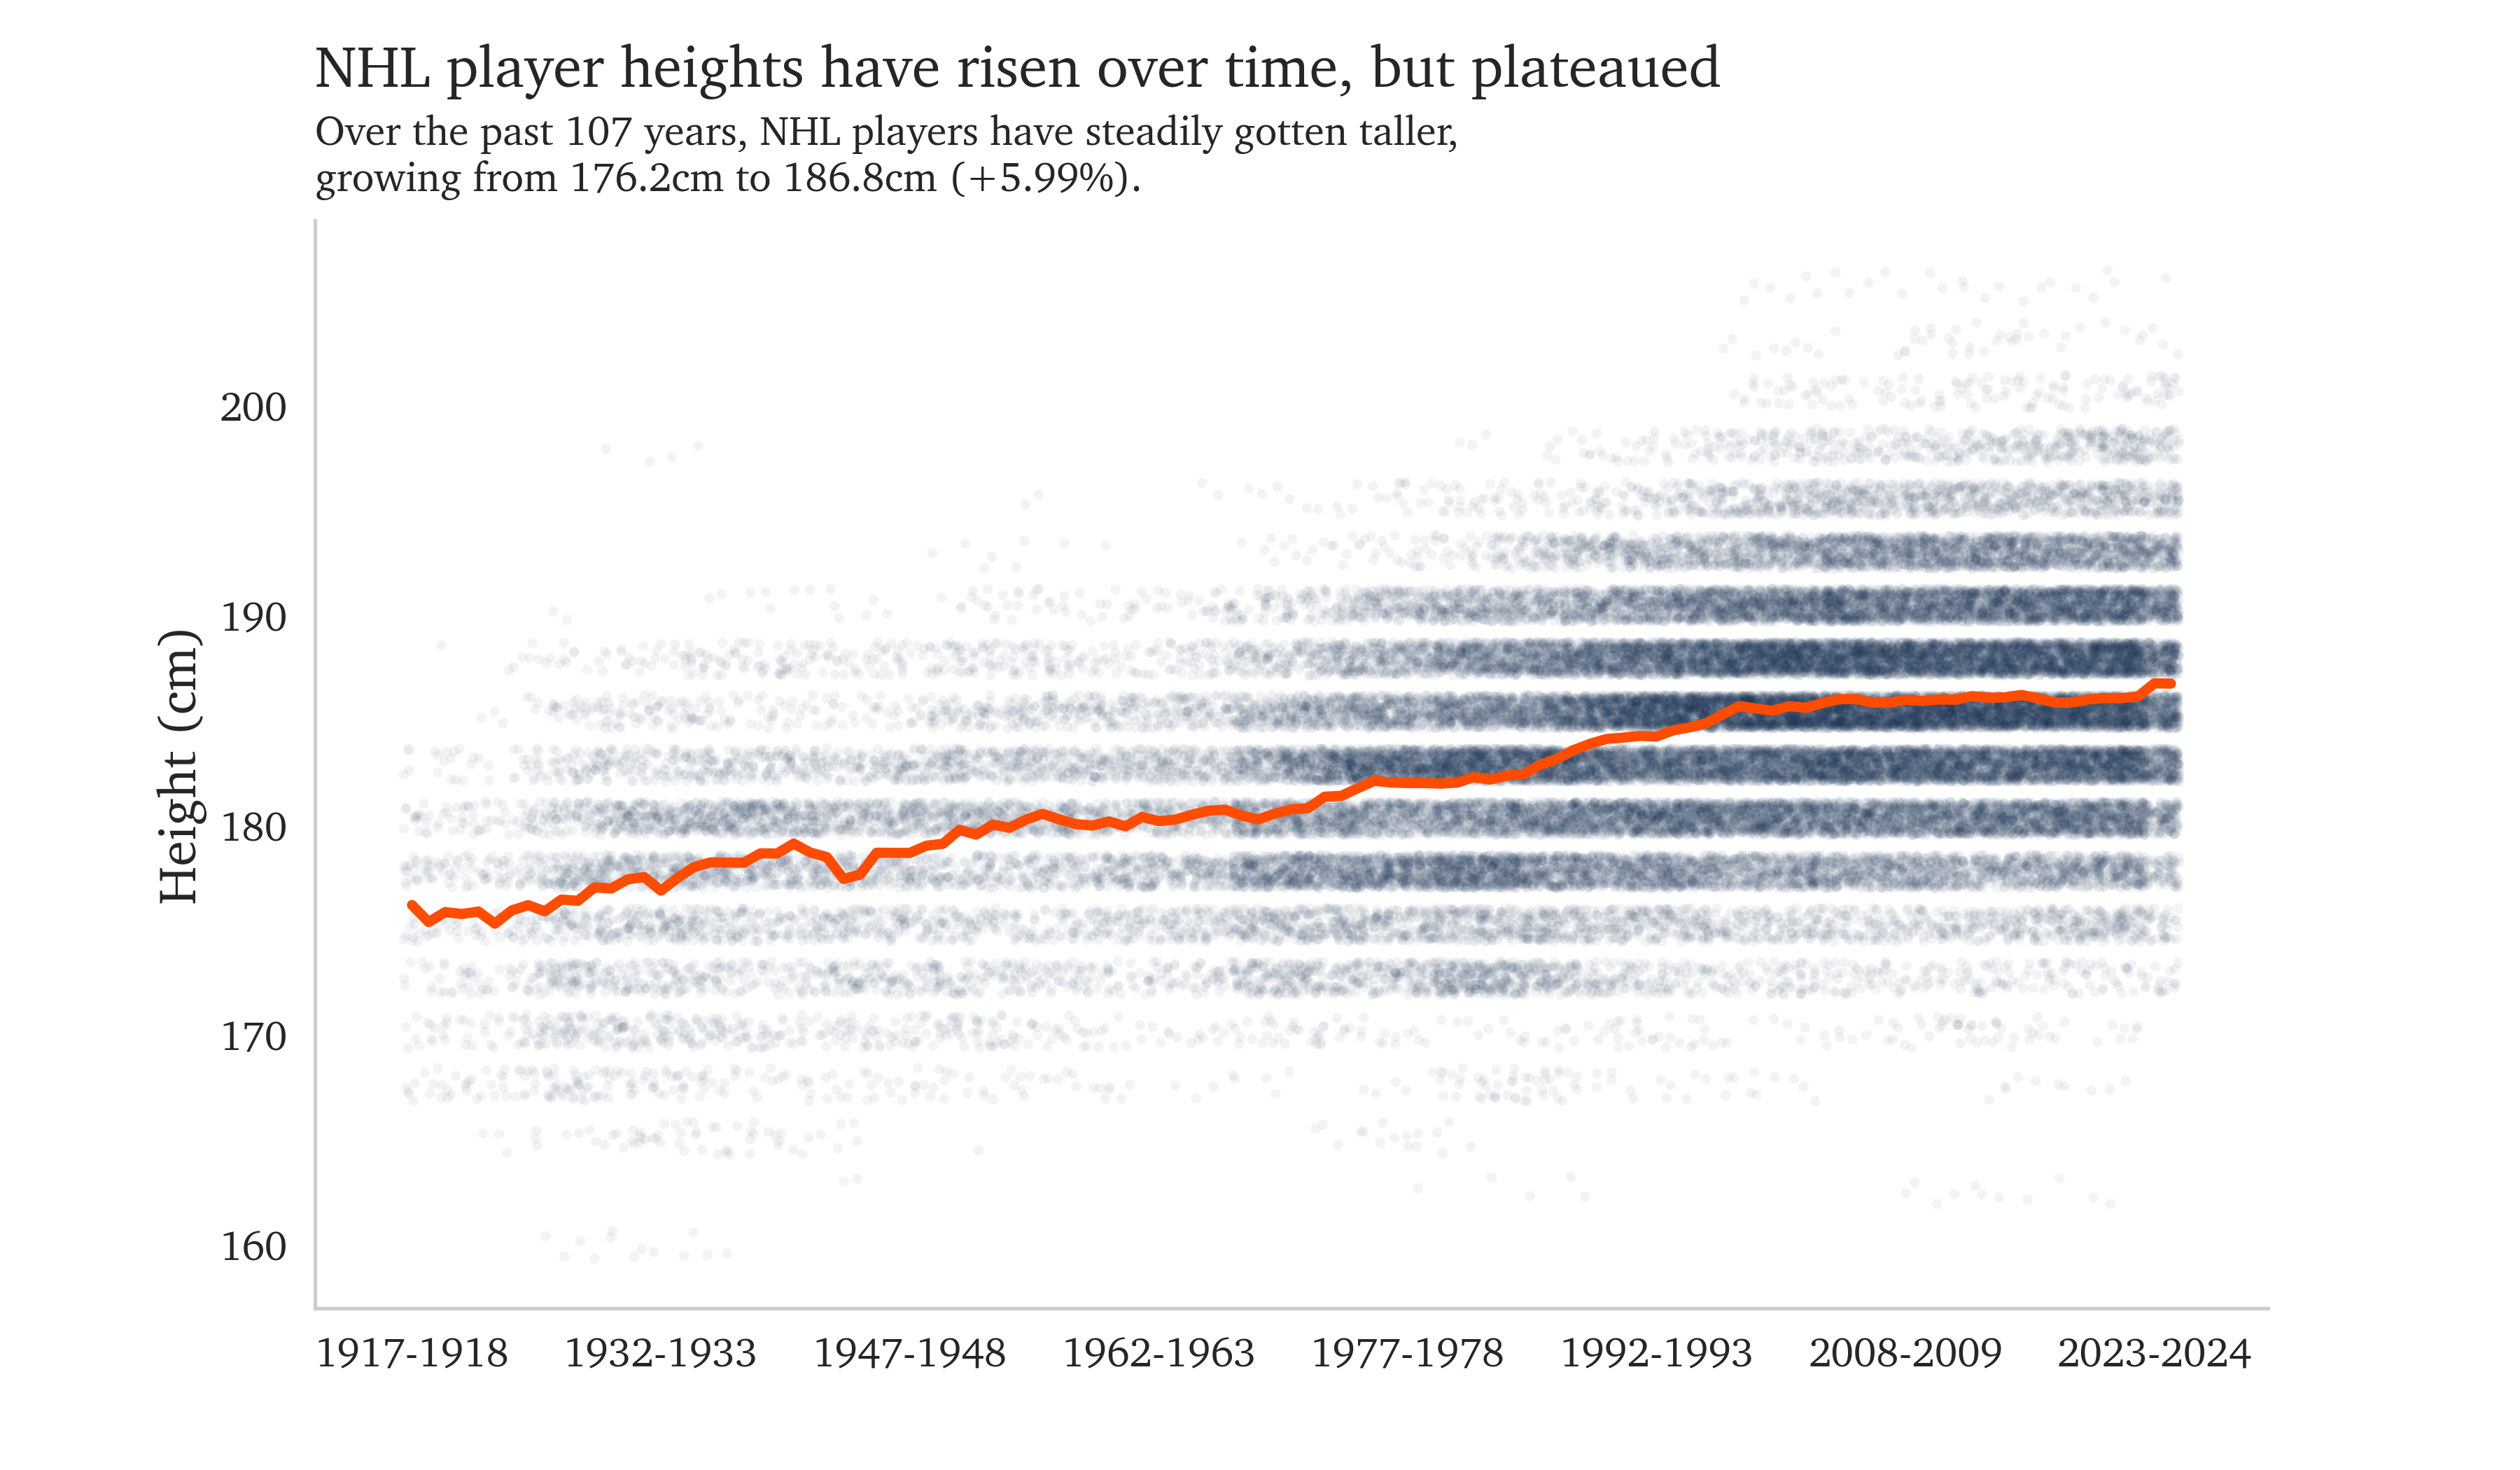 NHL player heights have risen over time, but plateaued
Over the past 107 years, NHL players have steadily gotten taller,
growing from 176.2cm to 186.8cm (+5.99%).
Height (cm)
200
190
180
170
160
1917-1918 1932-1933 1947-1948 1962-1963 1977-1978 1992-1993 2008-2009 2023-2024